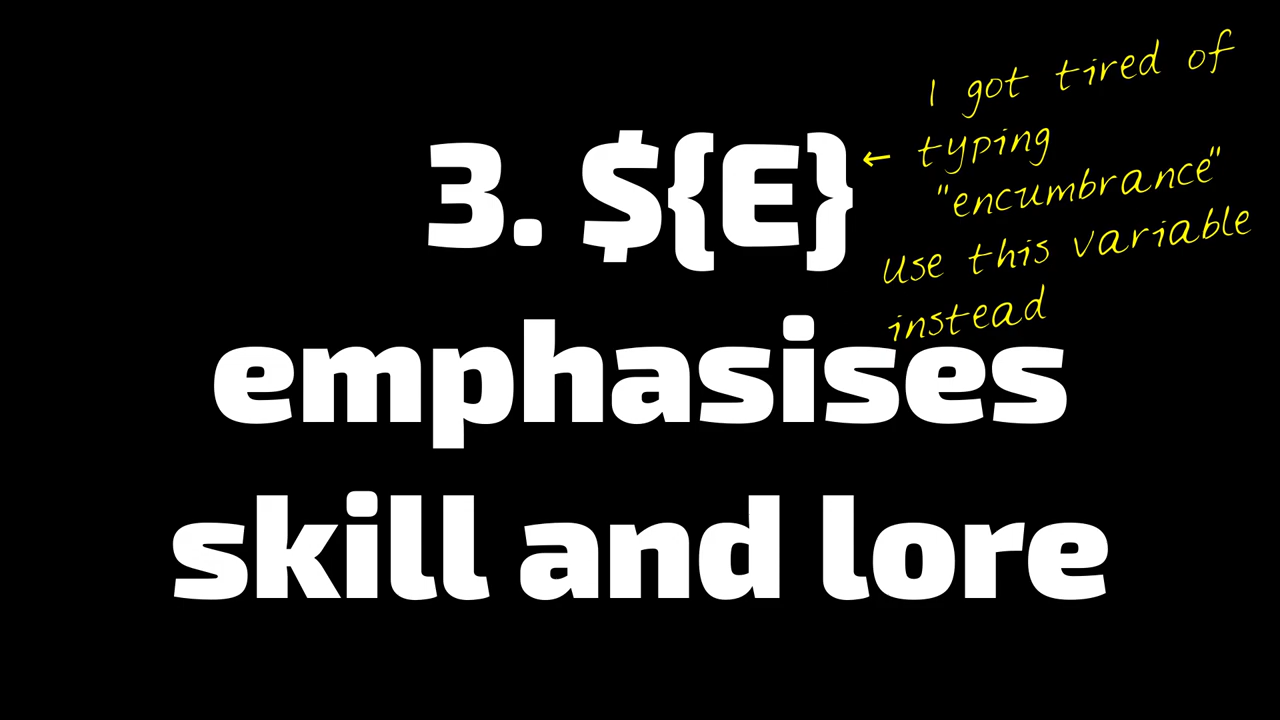 3. ${E}
emphasises
skill and lore
I got tired of
← typing
"encumbrance"
use this variable
instead